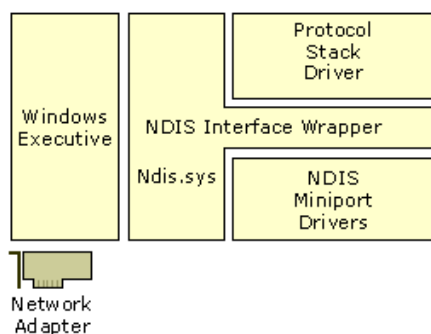 Protocol
Stack
Driver
Windows
Executive
NDIS Interface Wrapper
Ndis.sys
NDIS
Miniport
Drivers
Network
Adapter